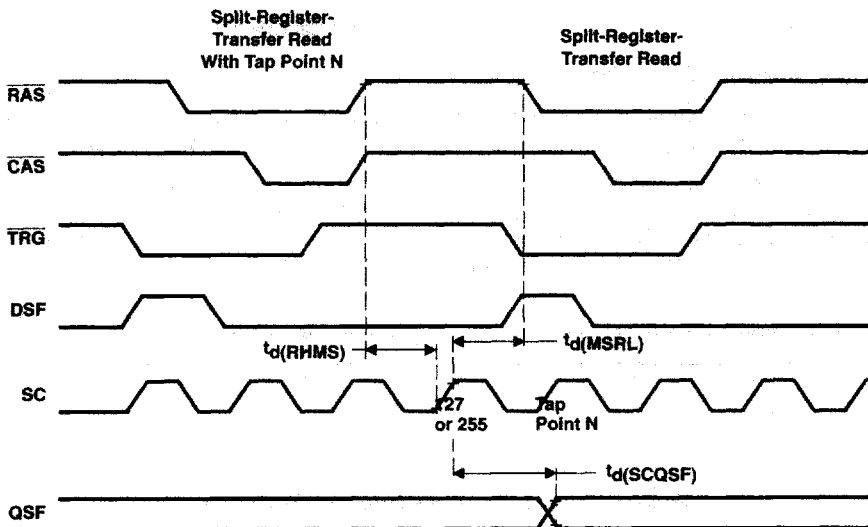 Split-Register-
Transfer Read
With Tap Point N
Split-Register-
Transfer Read
RAS
CAS
TRG
DSF
td(RHMS)
td(MSRL)
SC
127
or 255
Tap
Point N
td(SCQSF)
QSF